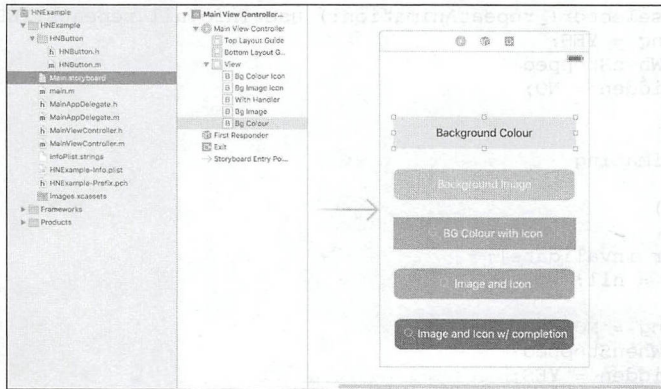 HNExample
HNExample
HNButton
h HNButton.h
m HNButton.m
Main.storyboard
m main.m
h MainAppDelegate.h
m MainAppDelegate.m
h MainViewController.h
m MainViewController.m
InfoPlist.strings
HNExample-Info.plist
h HNExample-Prefix.pch
Images.xcassets
Frameworks
Products
Main View Controller...
Main View Controller
Top Layout Guide
Bottom Layout G...
View
B Bg Colour Icon
B Bg Image Icon
B With Handler
B Bg Image
B Bg Colour
First Responder
Exit
Storyboard Entry Poi...
Background Colour
Background Image
BG Colour with Icon
Image and Icon
Image and Icon w/ completion